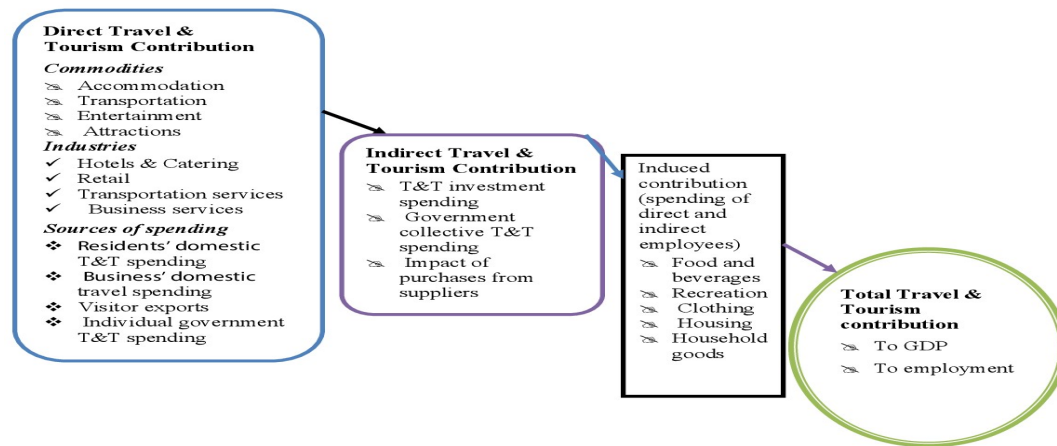 Direct Travel &
Tourism Contribution
Commodities
Accommodation
Transportation
Entertainment
Attractions
Industries
✓ Hotels & Catering
✓ Retail
✓ Transportation services
✓ Business services
Sources of spending
❖ Residents’ domestic
T&T spending
❖ Business’ domestic
travel spending
❖ Visitor exports
❖ Individual government
T&T spending
Indirect Travel &
Tourism Contribution
T&T investment
spending
Government
collective T&T
spending
Impact of
purchases from
suppliers
Induced
contribution
(spending of
direct and
indirect
employees)
Food and
beverages
Recreation
Clothing
Housing
Household
goods
Total Travel &
Tourism
contribution
To GDP
To employment